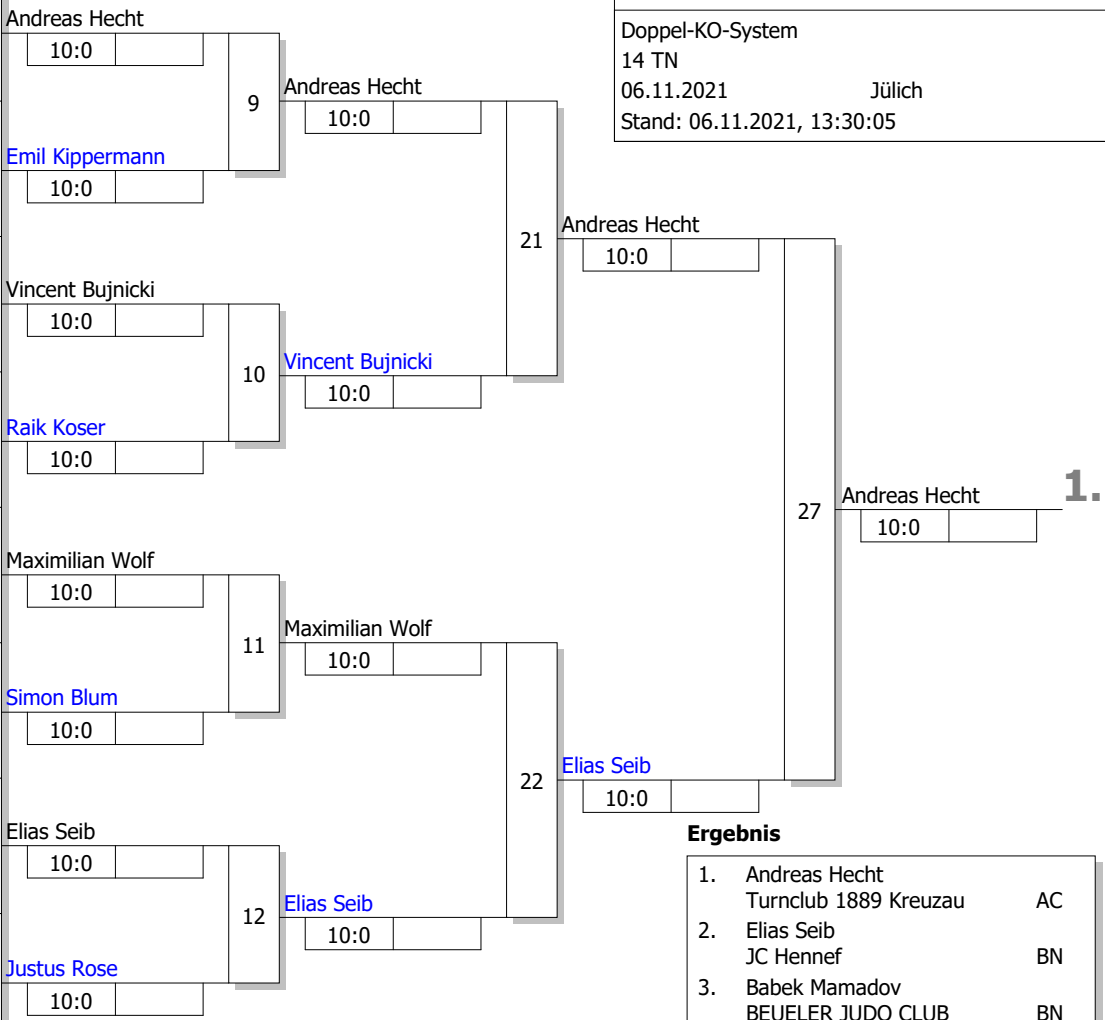 Doppel-KO-System
14 TN
06.11.2021 Jülich
Stand: 06.11.2021, 13:30:05
Andreas Hecht
10:0
9
Emil Kippermann
10:0
Andreas Hecht
10:0
Vincent Bujnicki
10:0
10
Raik Koser
10:0
Vincent Bujnicki
10:0
21
Andreas Hecht
10:0
Maximilian Wolf
10:0
11
Simon Blum
10:0
Maximilian Wolf
10:0
Elias Seib
10:0
12
Justus Rose
10:0
Elias Seib
10:0
22
Elias Seib
10:0
27
Andreas Hecht
10:0
1.
Ergebnis
1. Andreas Hecht
Turnclub 1889 Kreuzau AC
2. Elias Seib
JC Hennef BN
3. Babek Mamadov
BEUELER JUDO CLUB BN